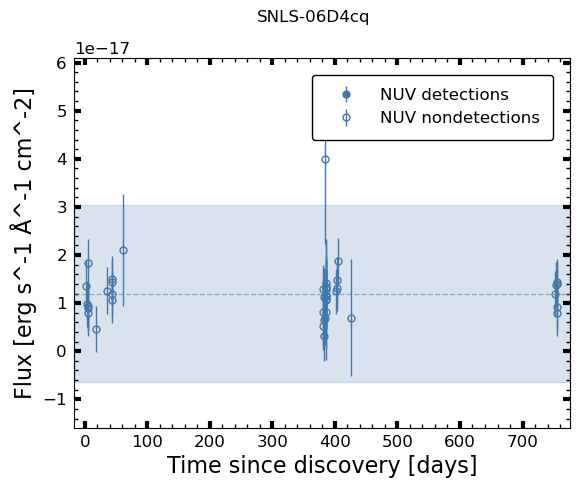 SNLS-06D4cq
1e−17
NUV detections
NUV nondetections
6
5
4
3
2
1
0
−1
Flux [erg s^-1 Å^-1 cm^-2]
0 100 200 300 400 500 600 700
Time since discovery [days]